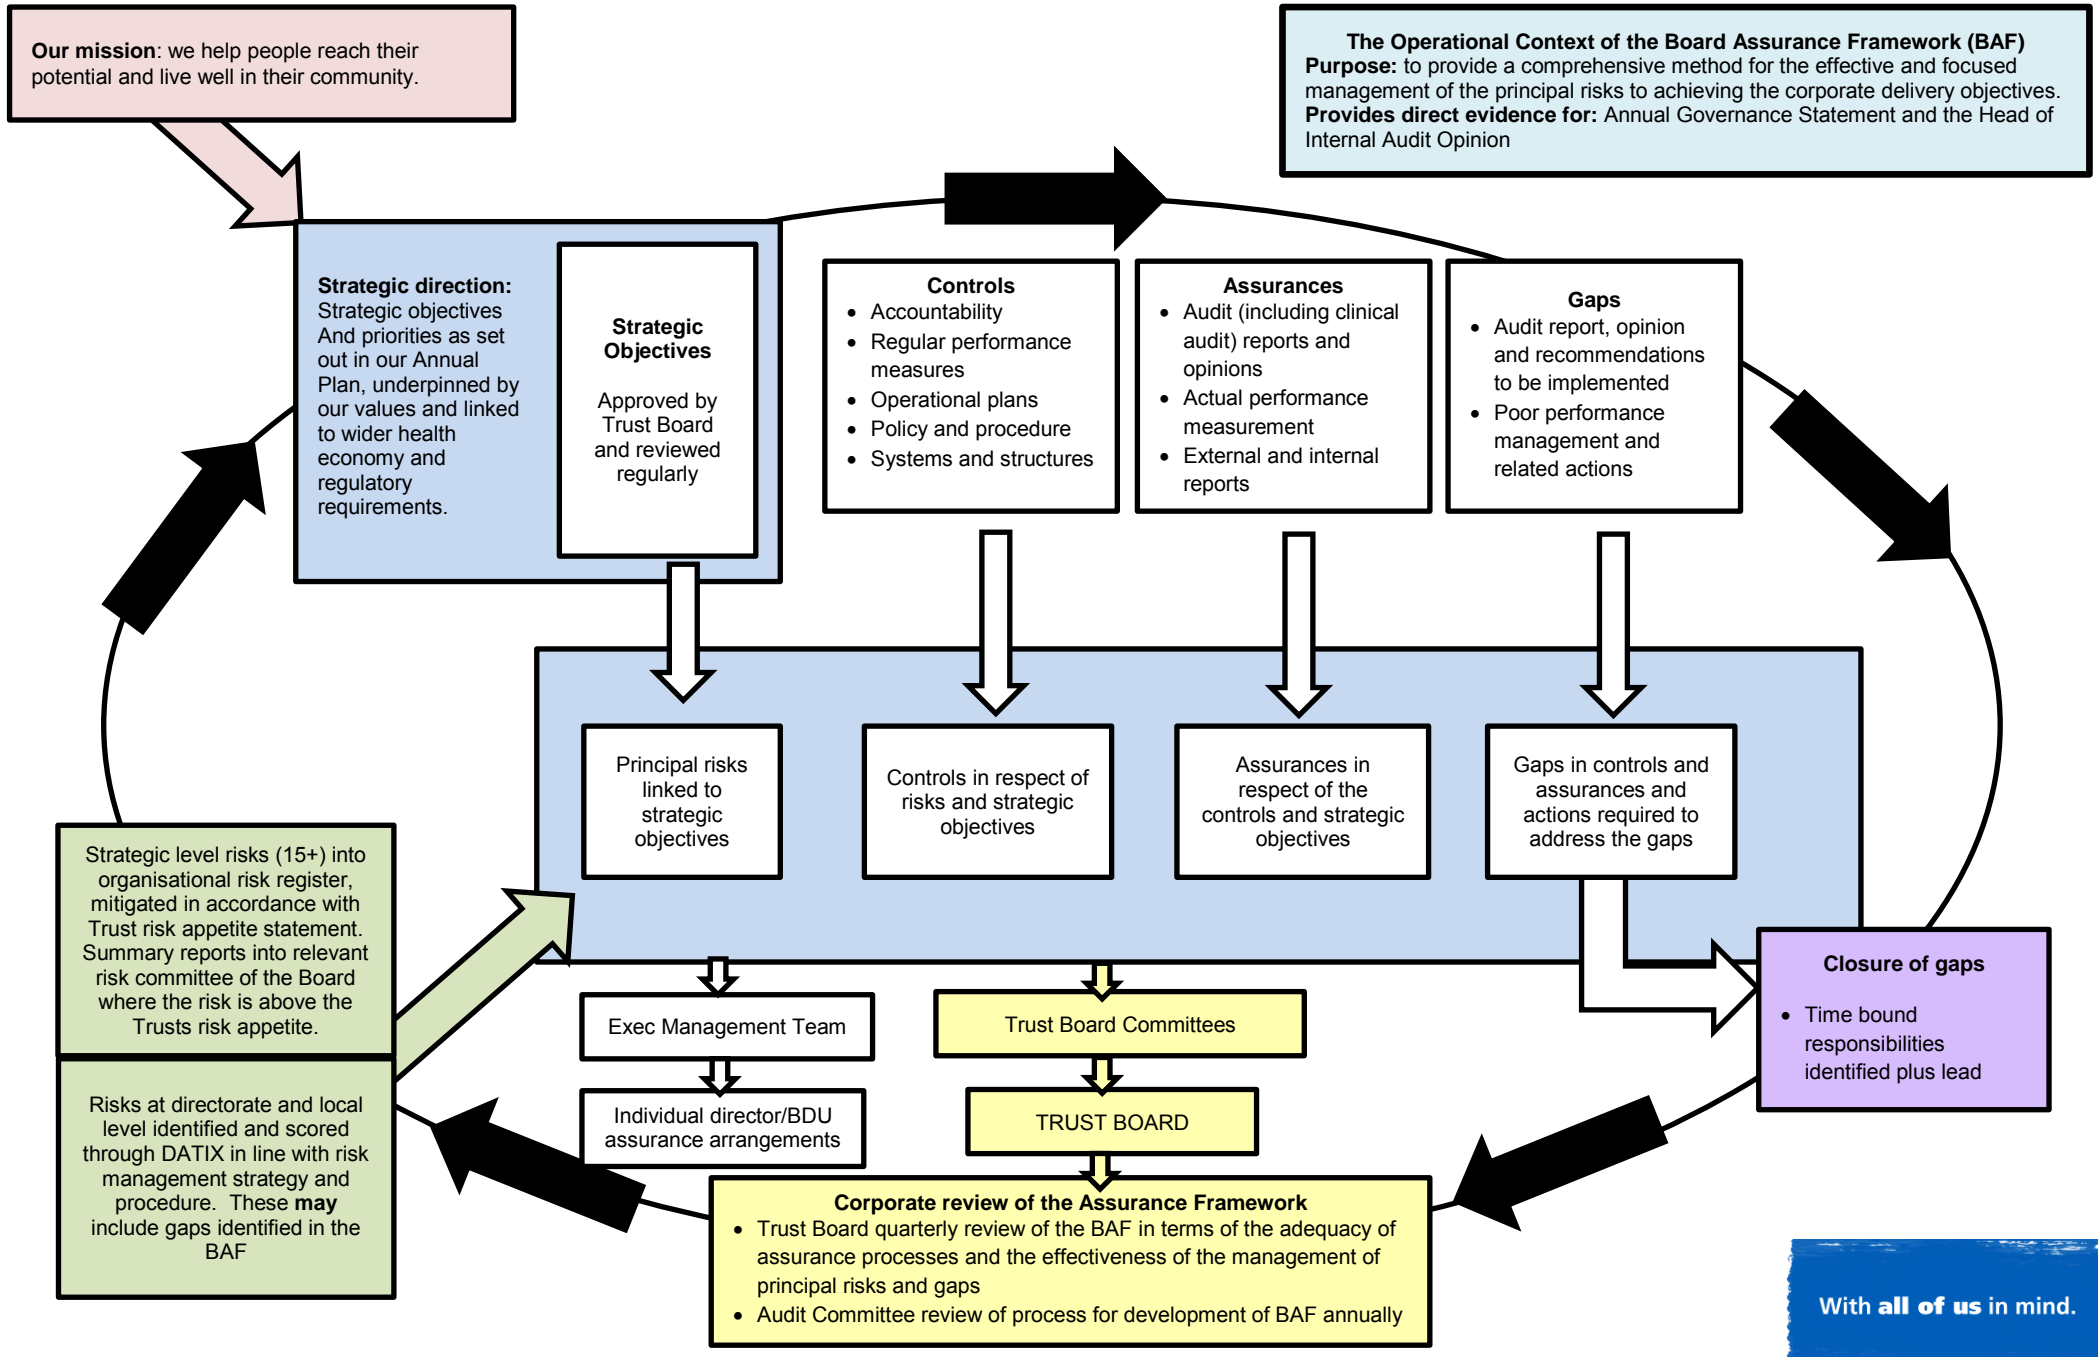 Our mission: we help people reach their
potential and live well in their community.
The Operational Context of the Board Assurance Framework (BAF)
Purpose: to provide a comprehensive method for the effective and focused
management of the principal risks to achieving the corporate delivery objectives.
Provides direct evidence for: Annual Governance Statement and the Head of
Internal Audit Opinion
Strategic direction:
Strategic objectives
And priorities as set
out in our Annual
Plan, underpinned by
our values and linked
to wider health
economy and
regulatory
requirements.
Strategic
Objectives
Approved by
Trust Board
and reviewed
regularly
Controls
• Accountability
• Regular performance
measures
• Operational plans
• Policy and procedure
• Systems and structures
Assurances
• Audit (including clinical
audit) reports and
opinions
• Actual performance
measurement
• External and internal
reports
Gaps
• Audit report, opinion
and recommendations
to be implemented
• Poor performance
management and
related actions
Principal risks
linked to
strategic
objectives
Controls in respect of
risks and strategic
objectives
Assurances in
respect of the
controls and strategic
objectives
Gaps in controls and
assurances and
actions required to
address the gaps
Strategic level risks (15+) into
organisational risk register,
mitigated in accordance with
Trust risk appetite statement.
Summary reports into relevant
risk committee of the Board
where the risk is above the
Trusts risk appetite.
Risks at directorate and local
level identified and scored
through DATIX in line with risk
management strategy and
procedure. These may
include gaps identified in the
BAF
Exec Management Team
Individual director/BDU
assurance arrangements
Trust Board Committees
TRUST BOARD
Closure of gaps
• Time bound
responsibilities
identified plus lead
Corporate review of the Assurance Framework
• Trust Board quarterly review of the BAF in terms of the adequacy of
assurance processes and the effectiveness of the management of
principal risks and gaps
• Audit Committee review of process for development of BAF annually
With all of us in mind.